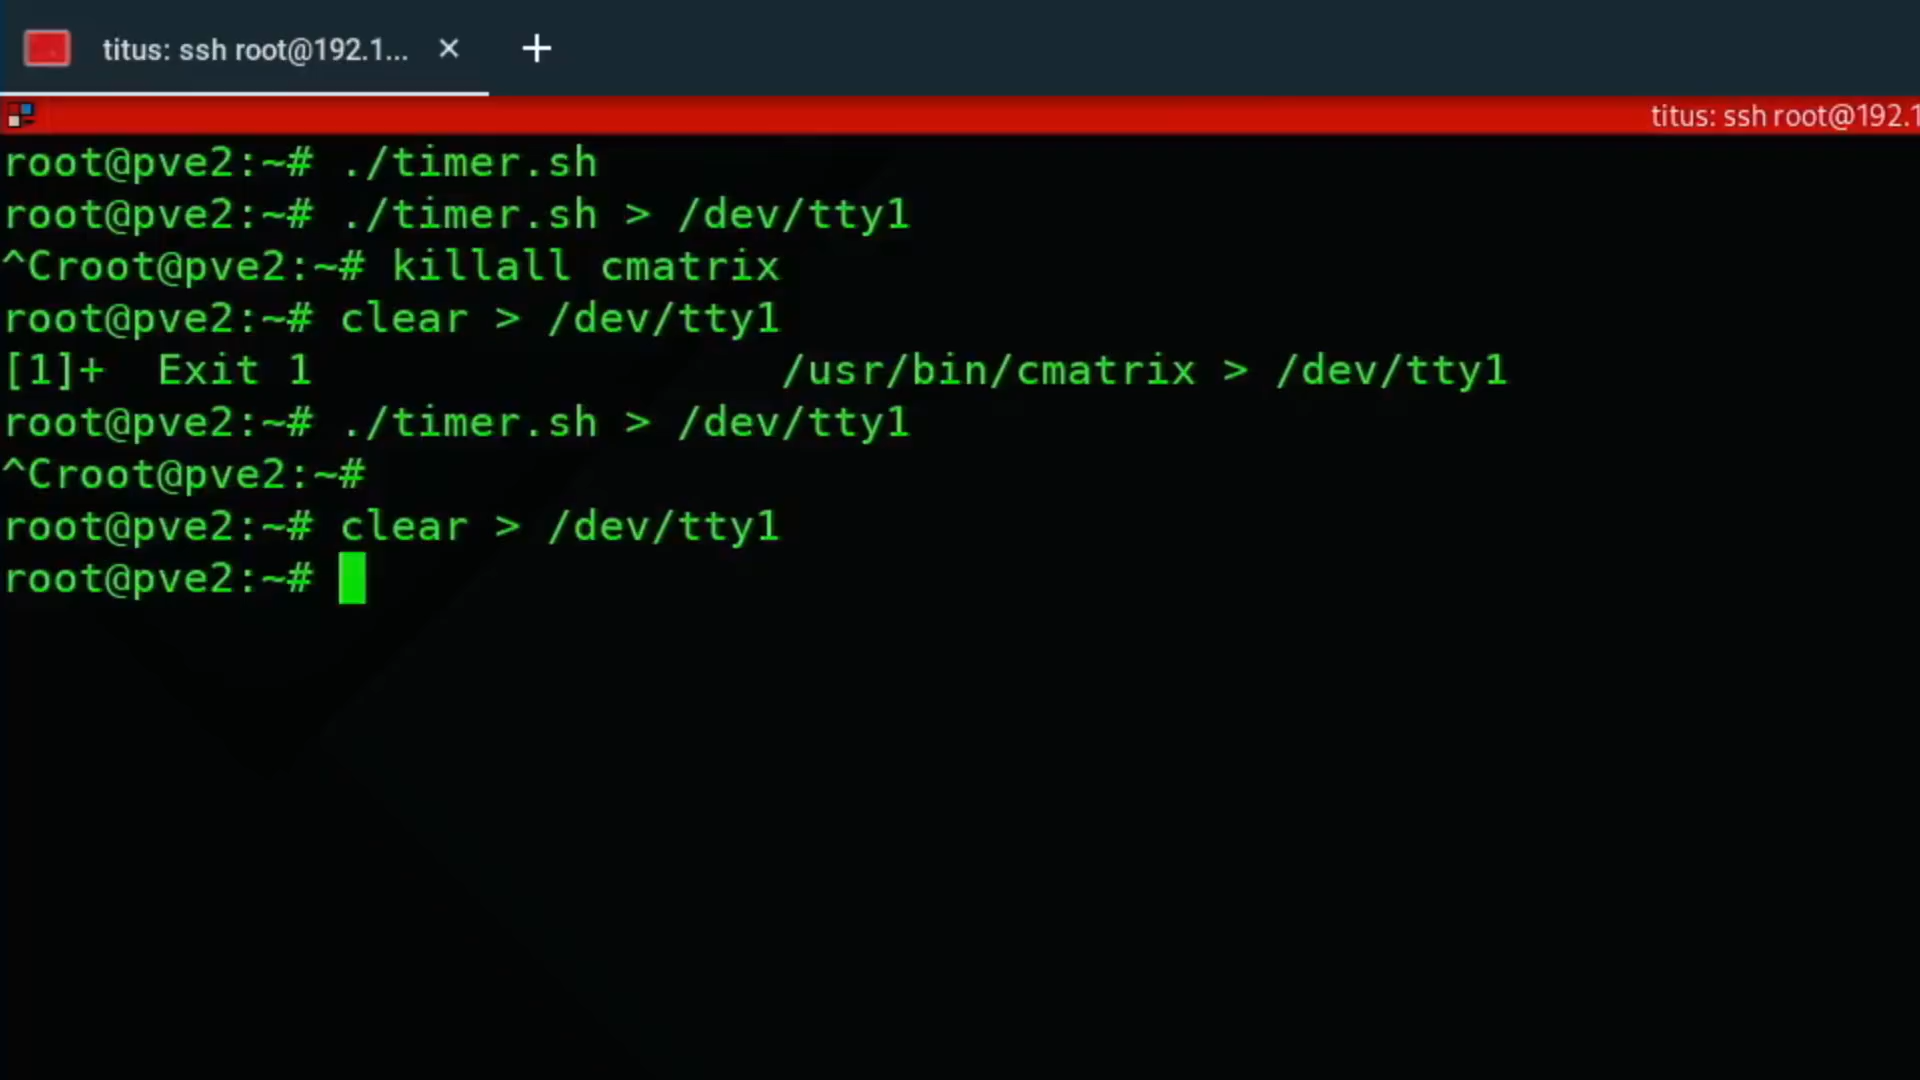 titus: ssh root@192.1... × +
titus: ssh root@192.1
root@pve2:~# ./timer.sh
root@pve2:~# ./timer.sh > /dev/tty1
^Croot@pve2:~# killall cmatrix
root@pve2:~# clear > /dev/tty1
[1]+  Exit 1                  /usr/bin/cmatrix > /dev/tty1
root@pve2:~# ./timer.sh > /dev/tty1
^Croot@pve2:~#
root@pve2:~# clear > /dev/tty1
root@pve2:~#